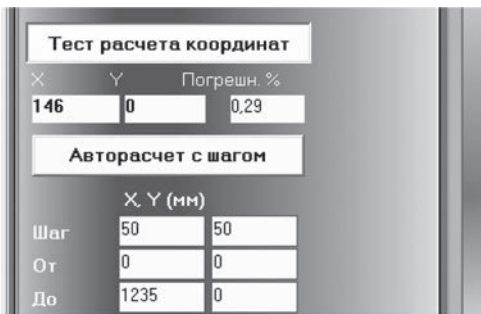 Тест расчета координат
X Y Погрешн. %
146 0 0,29
Авторасчет с шагом
X, Y (мм)
Шаг 50 50
От 0 0
До 1235 0